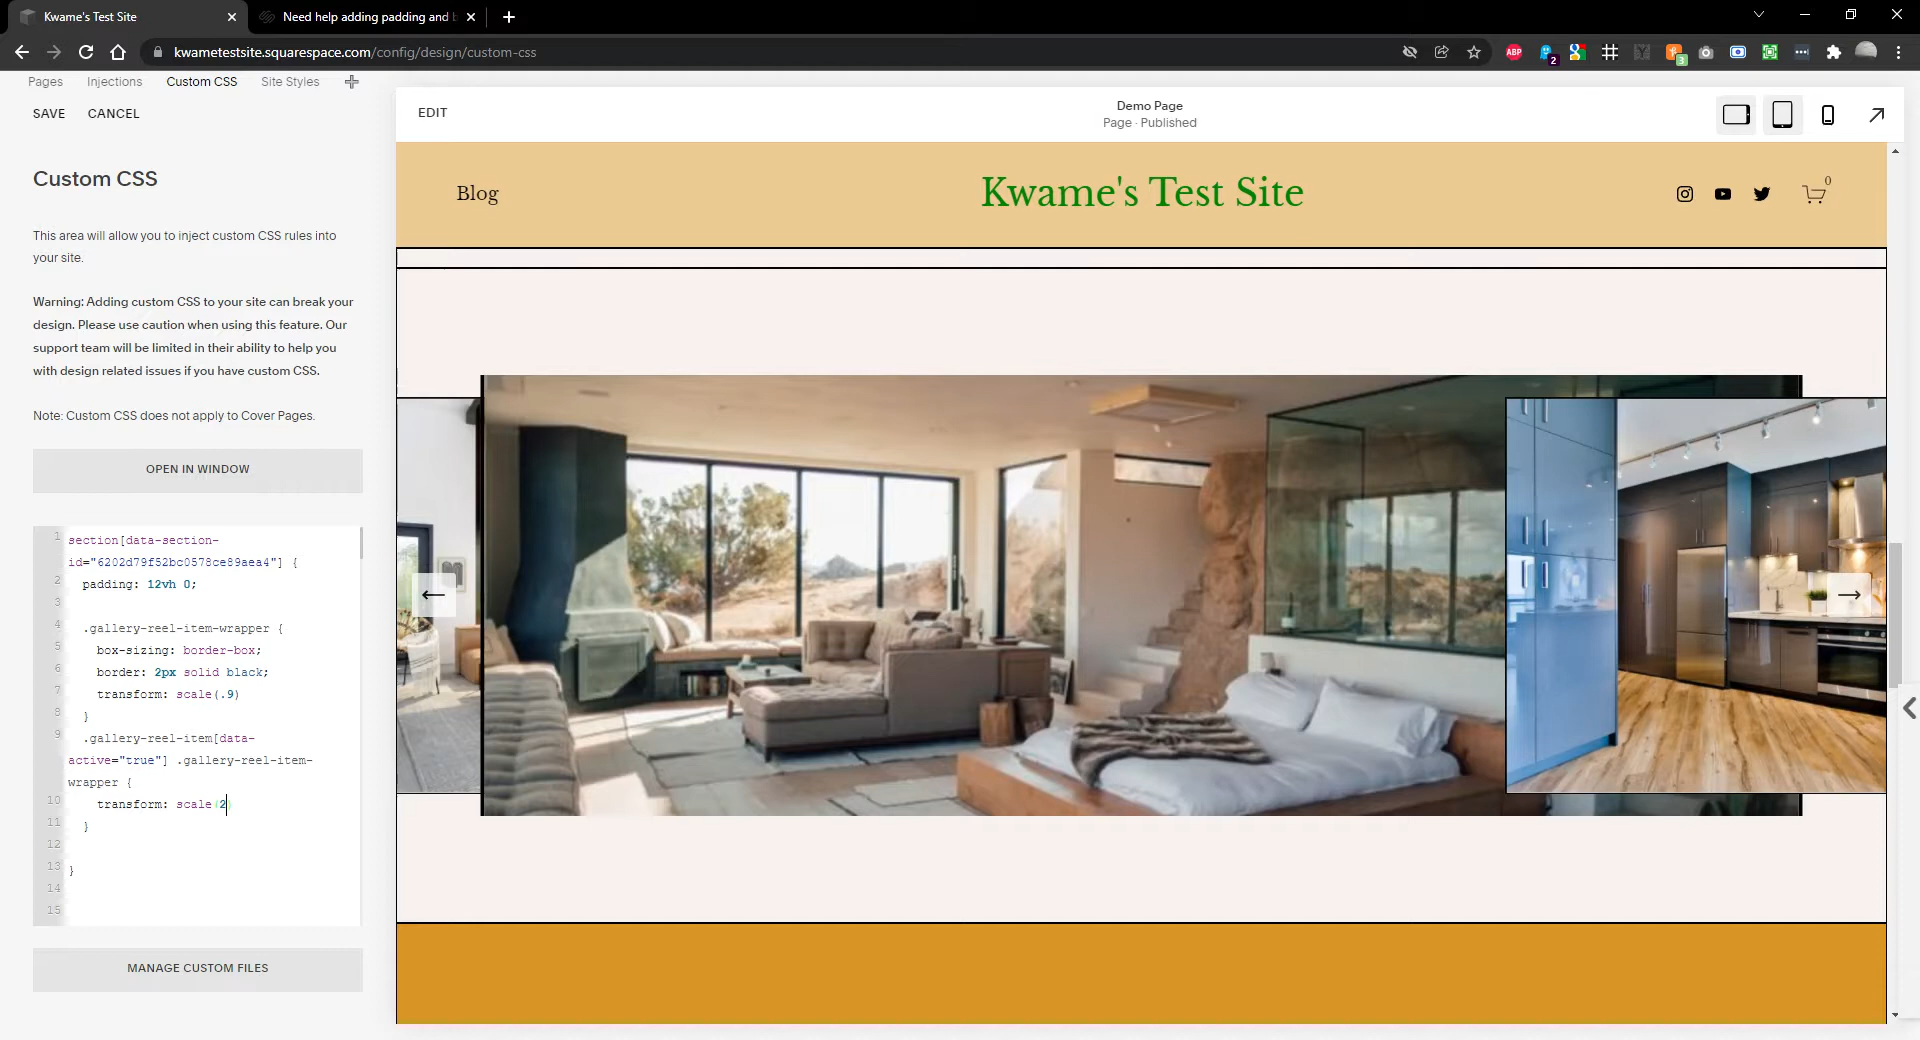 Kwame's Test Site
Need help adding padding and b
kwametestsite.squarespace.com/config/design/custom-css
ABP
2
3
Pages
Injections
Custom CSS
Site Styles
SAVE
CANCEL
Custom CSS
This area will allow you to inject custom CSS rules into
your site.
Warning: Adding custom CSS to your site can break your
design. Please use caution when using this feature. Our
support team will be limited in their ability to help you
with design related issues if you have custom CSS.
Note: Custom CSS does not apply to Cover Pages.
OPEN IN WINDOW
1 section[data-section-
id="6202d79f52bc0578ce89aea4"] {
2 padding: 12vh 0;
3
4 .gallery-reel-item-wrapper {
5 box-sizing: border-box;
6 border: 2px solid black;
7 transform: scale(.9)
8 }
9 .gallery-reel-item[data-
active="true"] .gallery-reel-item-
wrapper {
10 transform: scale(2)
11 }
12
13 }
14
15
MANAGE CUSTOM FILES
EDIT
Demo Page
Page · Published
Blog
Kwame's Test Site
0